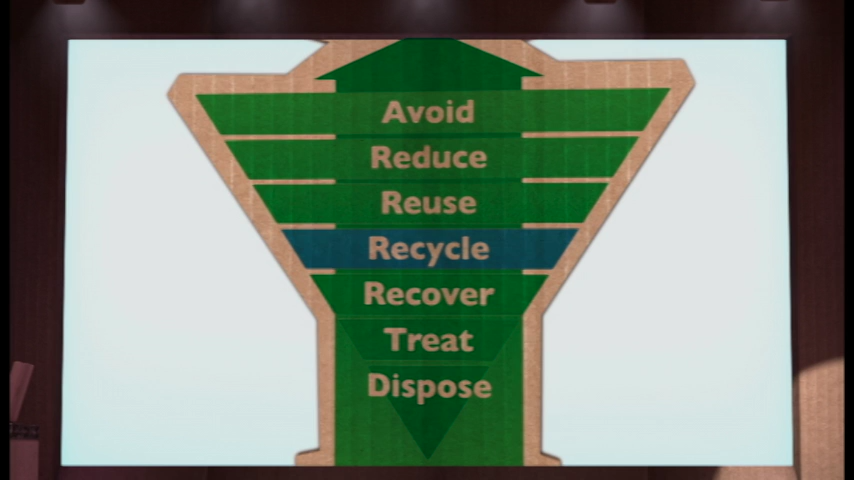 Avoid
Reduce
Reuse
Recycle
Recover
Treat
Dispose